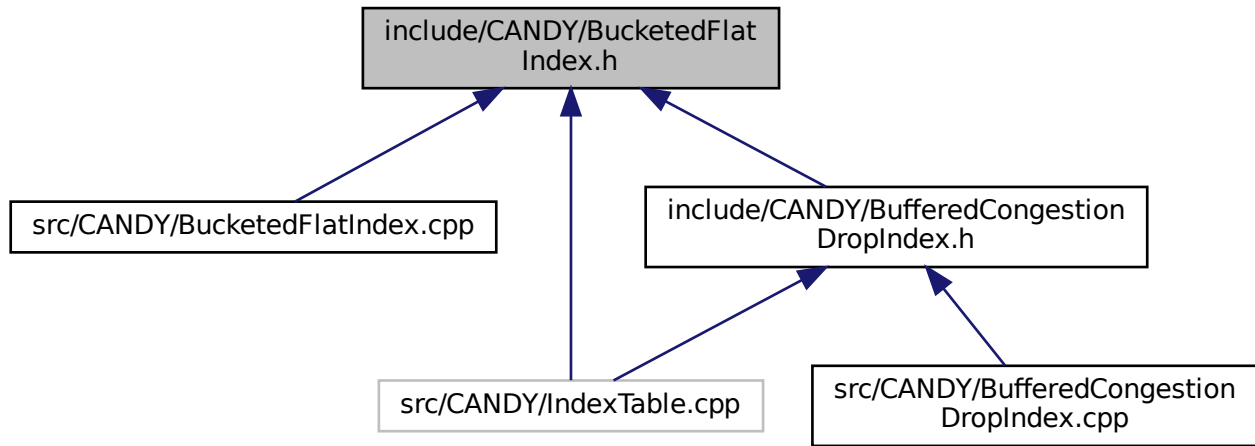 include/CANDY/BucketedFlat
Index.h
src/CANDY/BucketedFlatIndex.cpp
include/CANDY/BufferedCongestion
DropIndex.h
src/CANDY/IndexTable.cpp
src/CANDY/BufferedCongestion
DropIndex.cpp